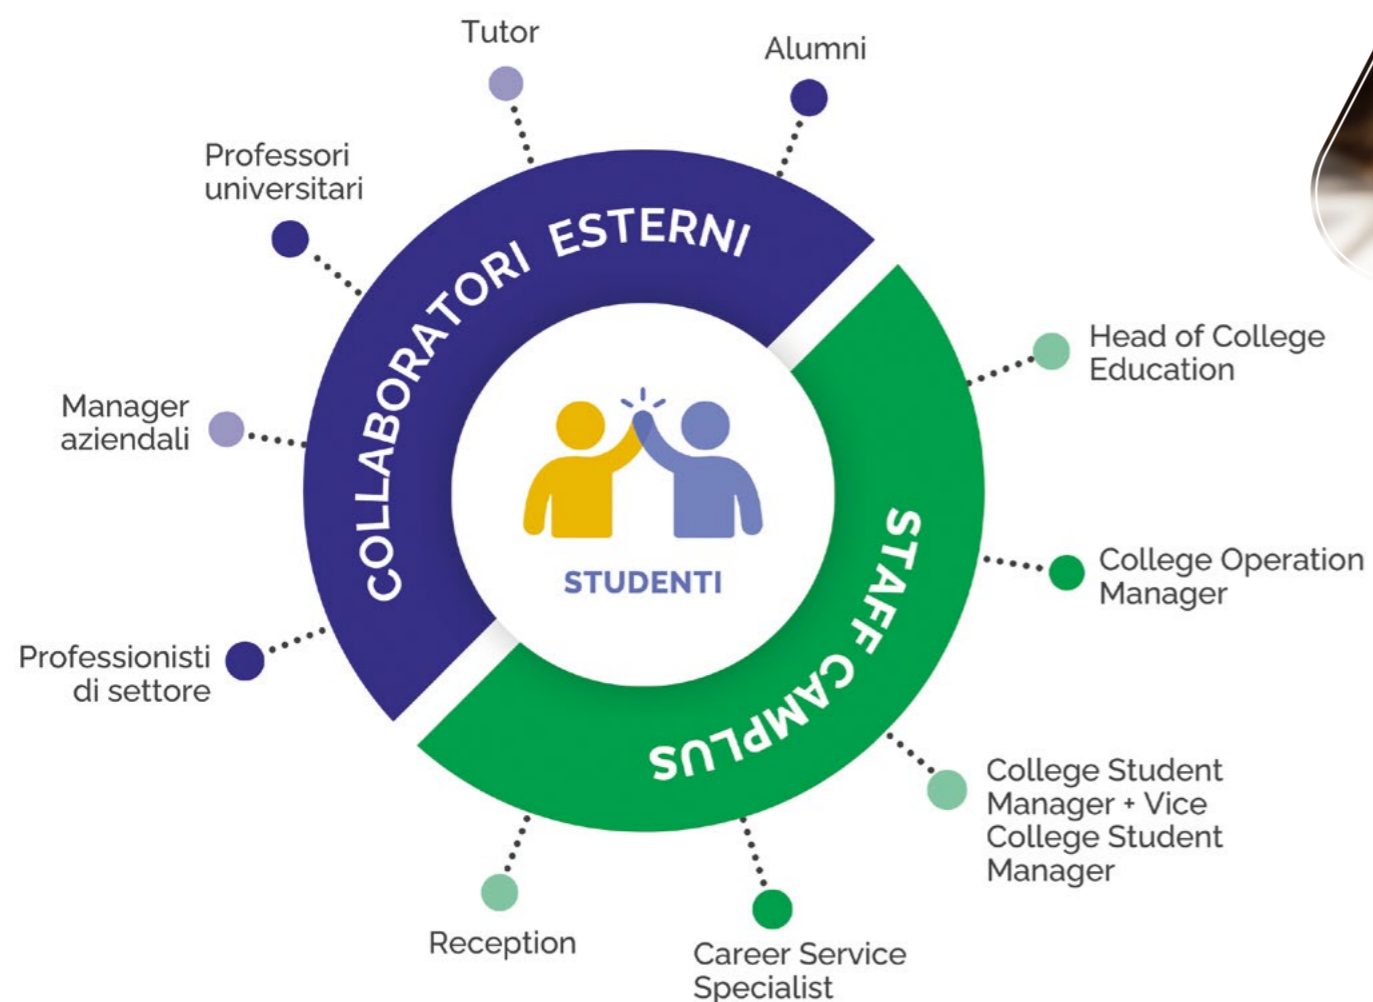 Tutor
Alumni
Professori
universitari
COLLABORATORI ESTERNI
Head of College
Education
Manager
aziendali
STUDENTI
STAFF CAMPLUS
College Operation
Manager
Professionisti
di settore
College Student
Manager + Vice
College Student
Manager
Reception
Career Service
Specialist